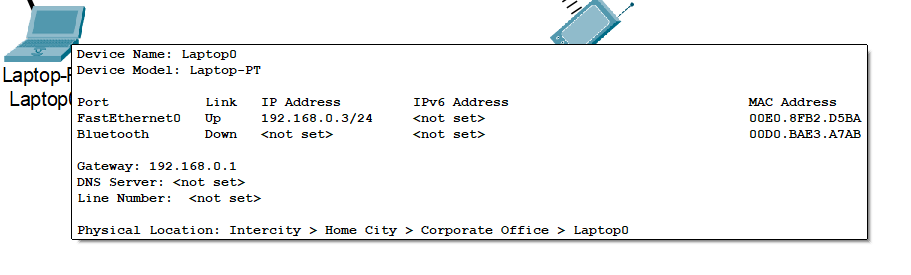 Device Name: Laptop0
Device Model: Laptop-PT
Laptop-P
Laptop0
Port Link IP Address IPv6 Address MAC Address
FastEthernet0 Up 192.168.0.3/24 <not set> 00E0.8FB2.D5BA
Bluetooth Down <not set> <not set> 00D0.BAE3.A7AB
Gateway: 192.168.0.1
DNS Server: <not set>
Line Number: <not set>
Physical Location: Intercity > Home City > Corporate Office > Laptop0